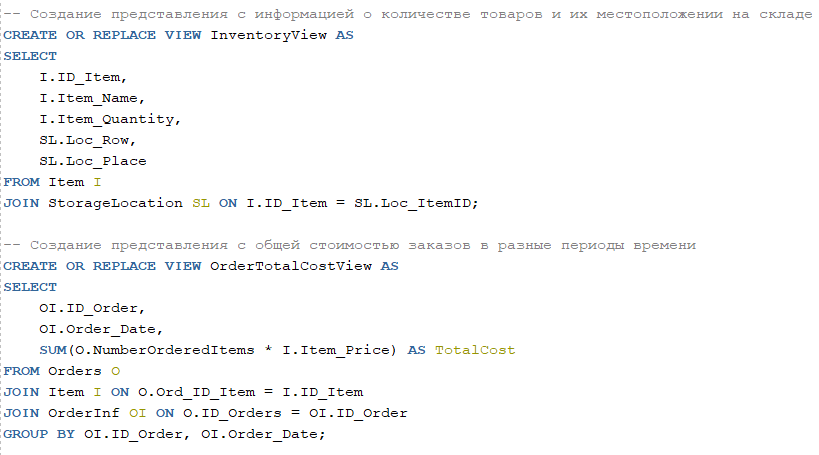 -- Создание представления с информацией о количестве товаров и их местоположении на складе
CREATE OR REPLACE VIEW InventoryView AS
SELECT
    I.ID_Item,
    I.Item_Name,
    I.Item_Quantity,
    SL.Loc_Row,
    SL.Loc_Place
FROM Item I
JOIN StorageLocation SL ON I.ID_Item = SL.Loc_ItemID;

-- Создание представления с общей стоимостью заказов в разные периоды времени
CREATE OR REPLACE VIEW OrderTotalCostView AS
SELECT
    OI.ID_Order,
    OI.Order_Date,
    SUM(O.NumberOrderedItems * I.Item_Price) AS TotalCost
FROM Orders O
JOIN Item I ON O.Ord_ID_Item = I.ID_Item
JOIN OrderInf OI ON O.ID_Orders = OI.ID_Order
GROUP BY OI.ID_Order, OI.Order_Date;